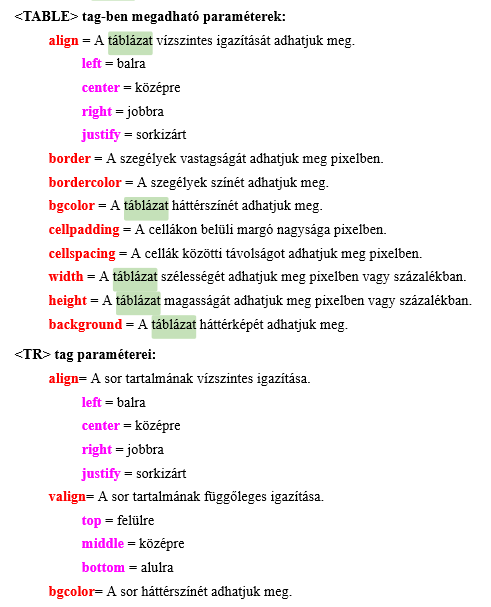 <TABLE> tag-ben megadható paraméterek:
align = A táblázat vízszintes igazítását adhatjuk meg.
left = balra
center = középre
right = jobbra
justify = sorkizárt
border = A szegélyek vastagságát adhatjuk meg pixelben.
bordercolor = A szegélyek színét adhatjuk meg.
bgcolor = A táblázat háttérszínét adhatjuk meg.
cellpadding = A cellákon belüli margó nagysága pixelben.
cellspacing = A cellák közötti távolságot adhatjuk meg pixelben.
width = A táblázat szélességét adhatjuk meg pixelben vagy százalékban.
height = A táblázat magasságát adhatjuk meg pixelben vagy százalékban.
background = A táblázat háttérképét adhatjuk meg.
<TR> tag paraméterei:
align= A sor tartalmának vízszintes igazítása.
left = balra
center = középre
right = jobbra
justify = sorkizárt
valign= A sor tartalmának függőleges igazítása.
top = felülre
middle = középre
bottom = alulra
bgcolor= A sor háttérszínét adhatjuk meg.